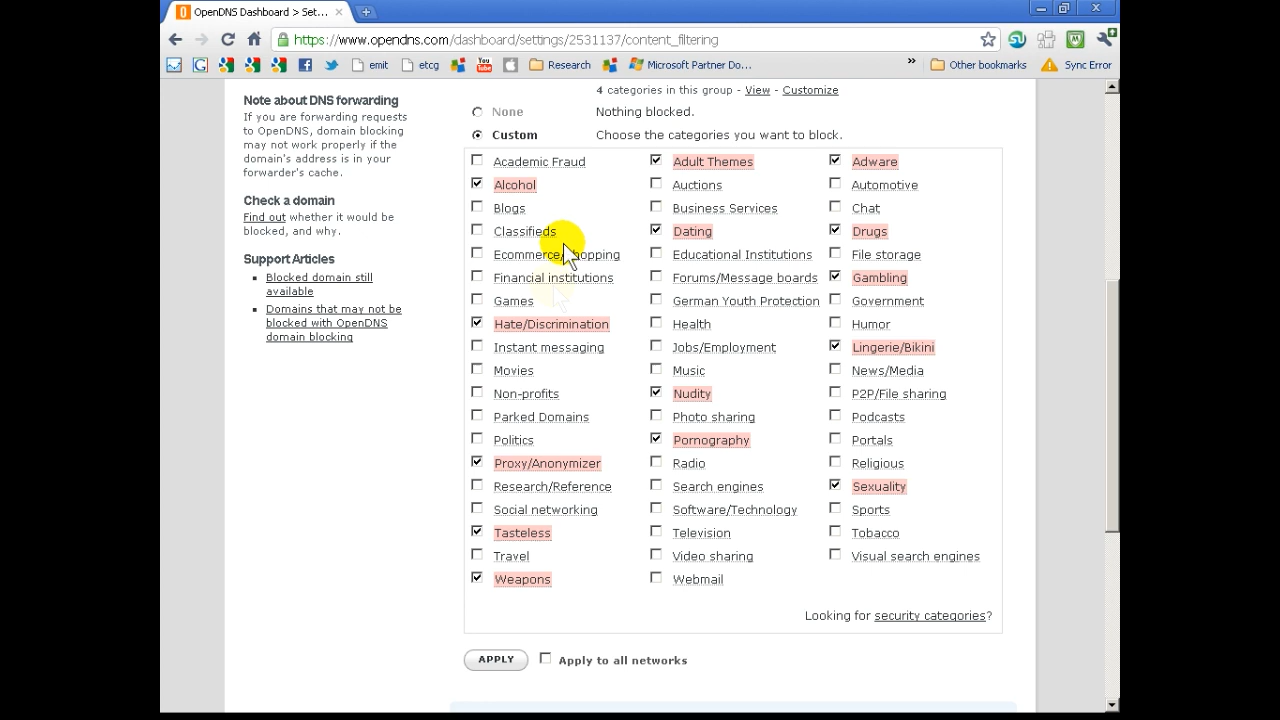 OpenDNS Dashboard > Set...
https://www.opendns.com/dashboard/settings/2531137/content_filtering
emit etcg You Tube Research Microsoft Partner Do... » Other bookmarks Sync Error
Note about DNS forwarding
If you are forwarding requests
to OpenDNS, domain blocking
may not work properly if the
domain's address is in your
forwarder's cache.
Check a domain
Find out whether it would be
blocked, and why.
Support Articles
Blocked domain still
available
Domains that may not be
blocked with OpenDNS
domain blocking
4 categories in this group - View - Customize
None Nothing blocked.
Custom Choose the categories you want to block.
Academic Fraud Adult Themes Adware
Alcohol Auctions Automotive
Blogs Business Services Chat
Classifieds Dating Drugs
Ecommerce/Shopping Educational Institutions File storage
Financial institutions Forums/Message boards Gambling
Games German Youth Protection Government
Hate/Discrimination Health Humor
Instant messaging Jobs/Employment Lingerie/Bikini
Movies Music News/Media
Non-profits Nudity P2P/File sharing
Parked Domains Photo sharing Podcasts
Politics Pornography Portals
Proxy/Anonymizer Radio Religious
Research/Reference Search engines Sexuality
Social networking Software/Technology Sports
Tasteless Television Tobacco
Travel Video sharing Visual search engines
Weapons Webmail
Looking for security categories?
APPLY Apply to all networks